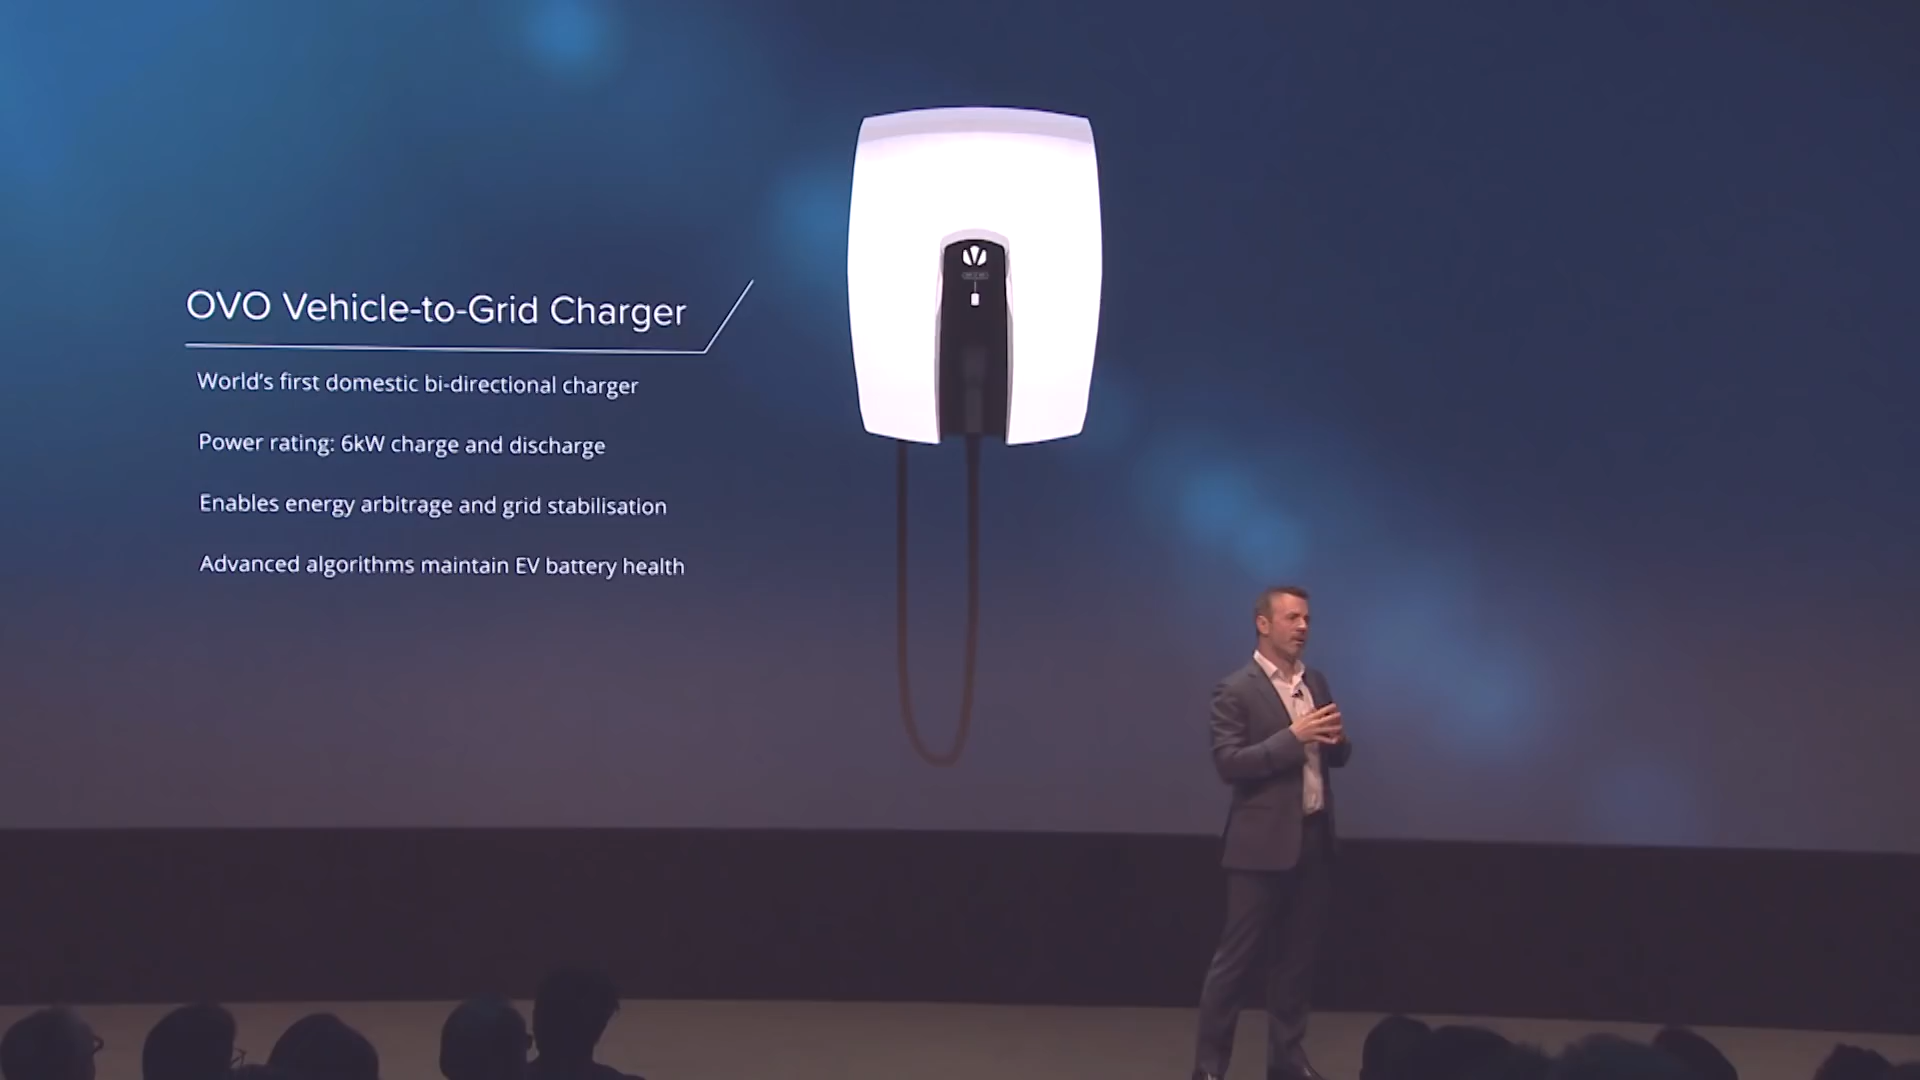 OVO Vehicle-to-Grid Charger
World's first domestic bi-directional charger
Power rating: 6kW charge and discharge
Enables energy arbitrage and grid stabilisation
Advanced algorithms maintain EV battery health